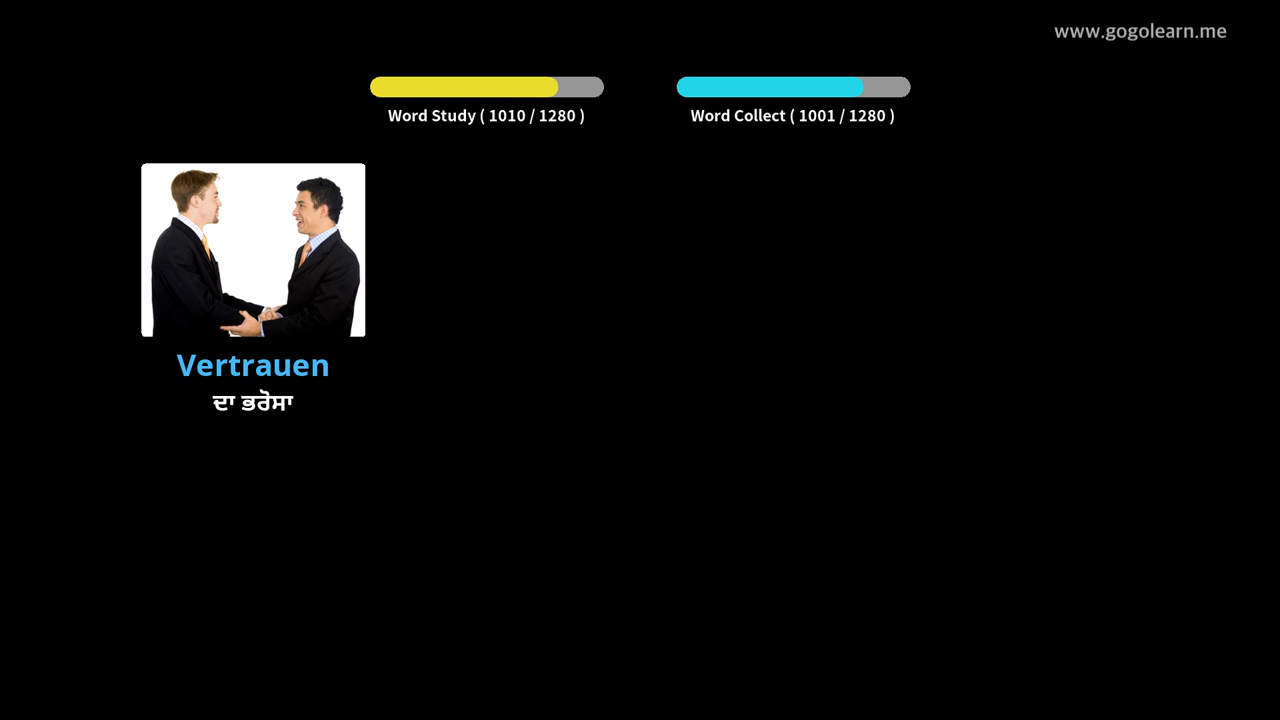 www.gogolearn.me
Word Study ( 1010 / 1280 )
Word Collect ( 1001 / 1280 )
Vertrauen
ਦਾ ਭਰੋਸਾ